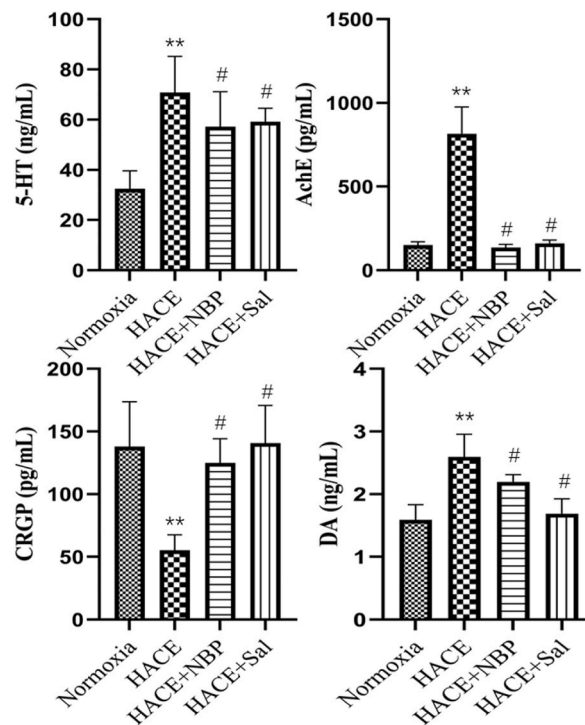 5-HT (ng/mL)
100
80
60
40
20
0
**
#
#
Normoxia
HACE
HACE+NBP
HACE+Sal
AchE (pg/mL)
1500
1000
500
0
**
#
#
Normoxia
HACE
HACE+NBP
HACE+Sal
CRGP (pg/mL)
200
150
100
50
0
**
#
#
Normoxia
HACE
HACE+NBP
HACE+Sal
DA (ng/mL)
4
3
2
1
0
**
#
#
Normoxia
HACE
HACE+NBP
HACE+Sal